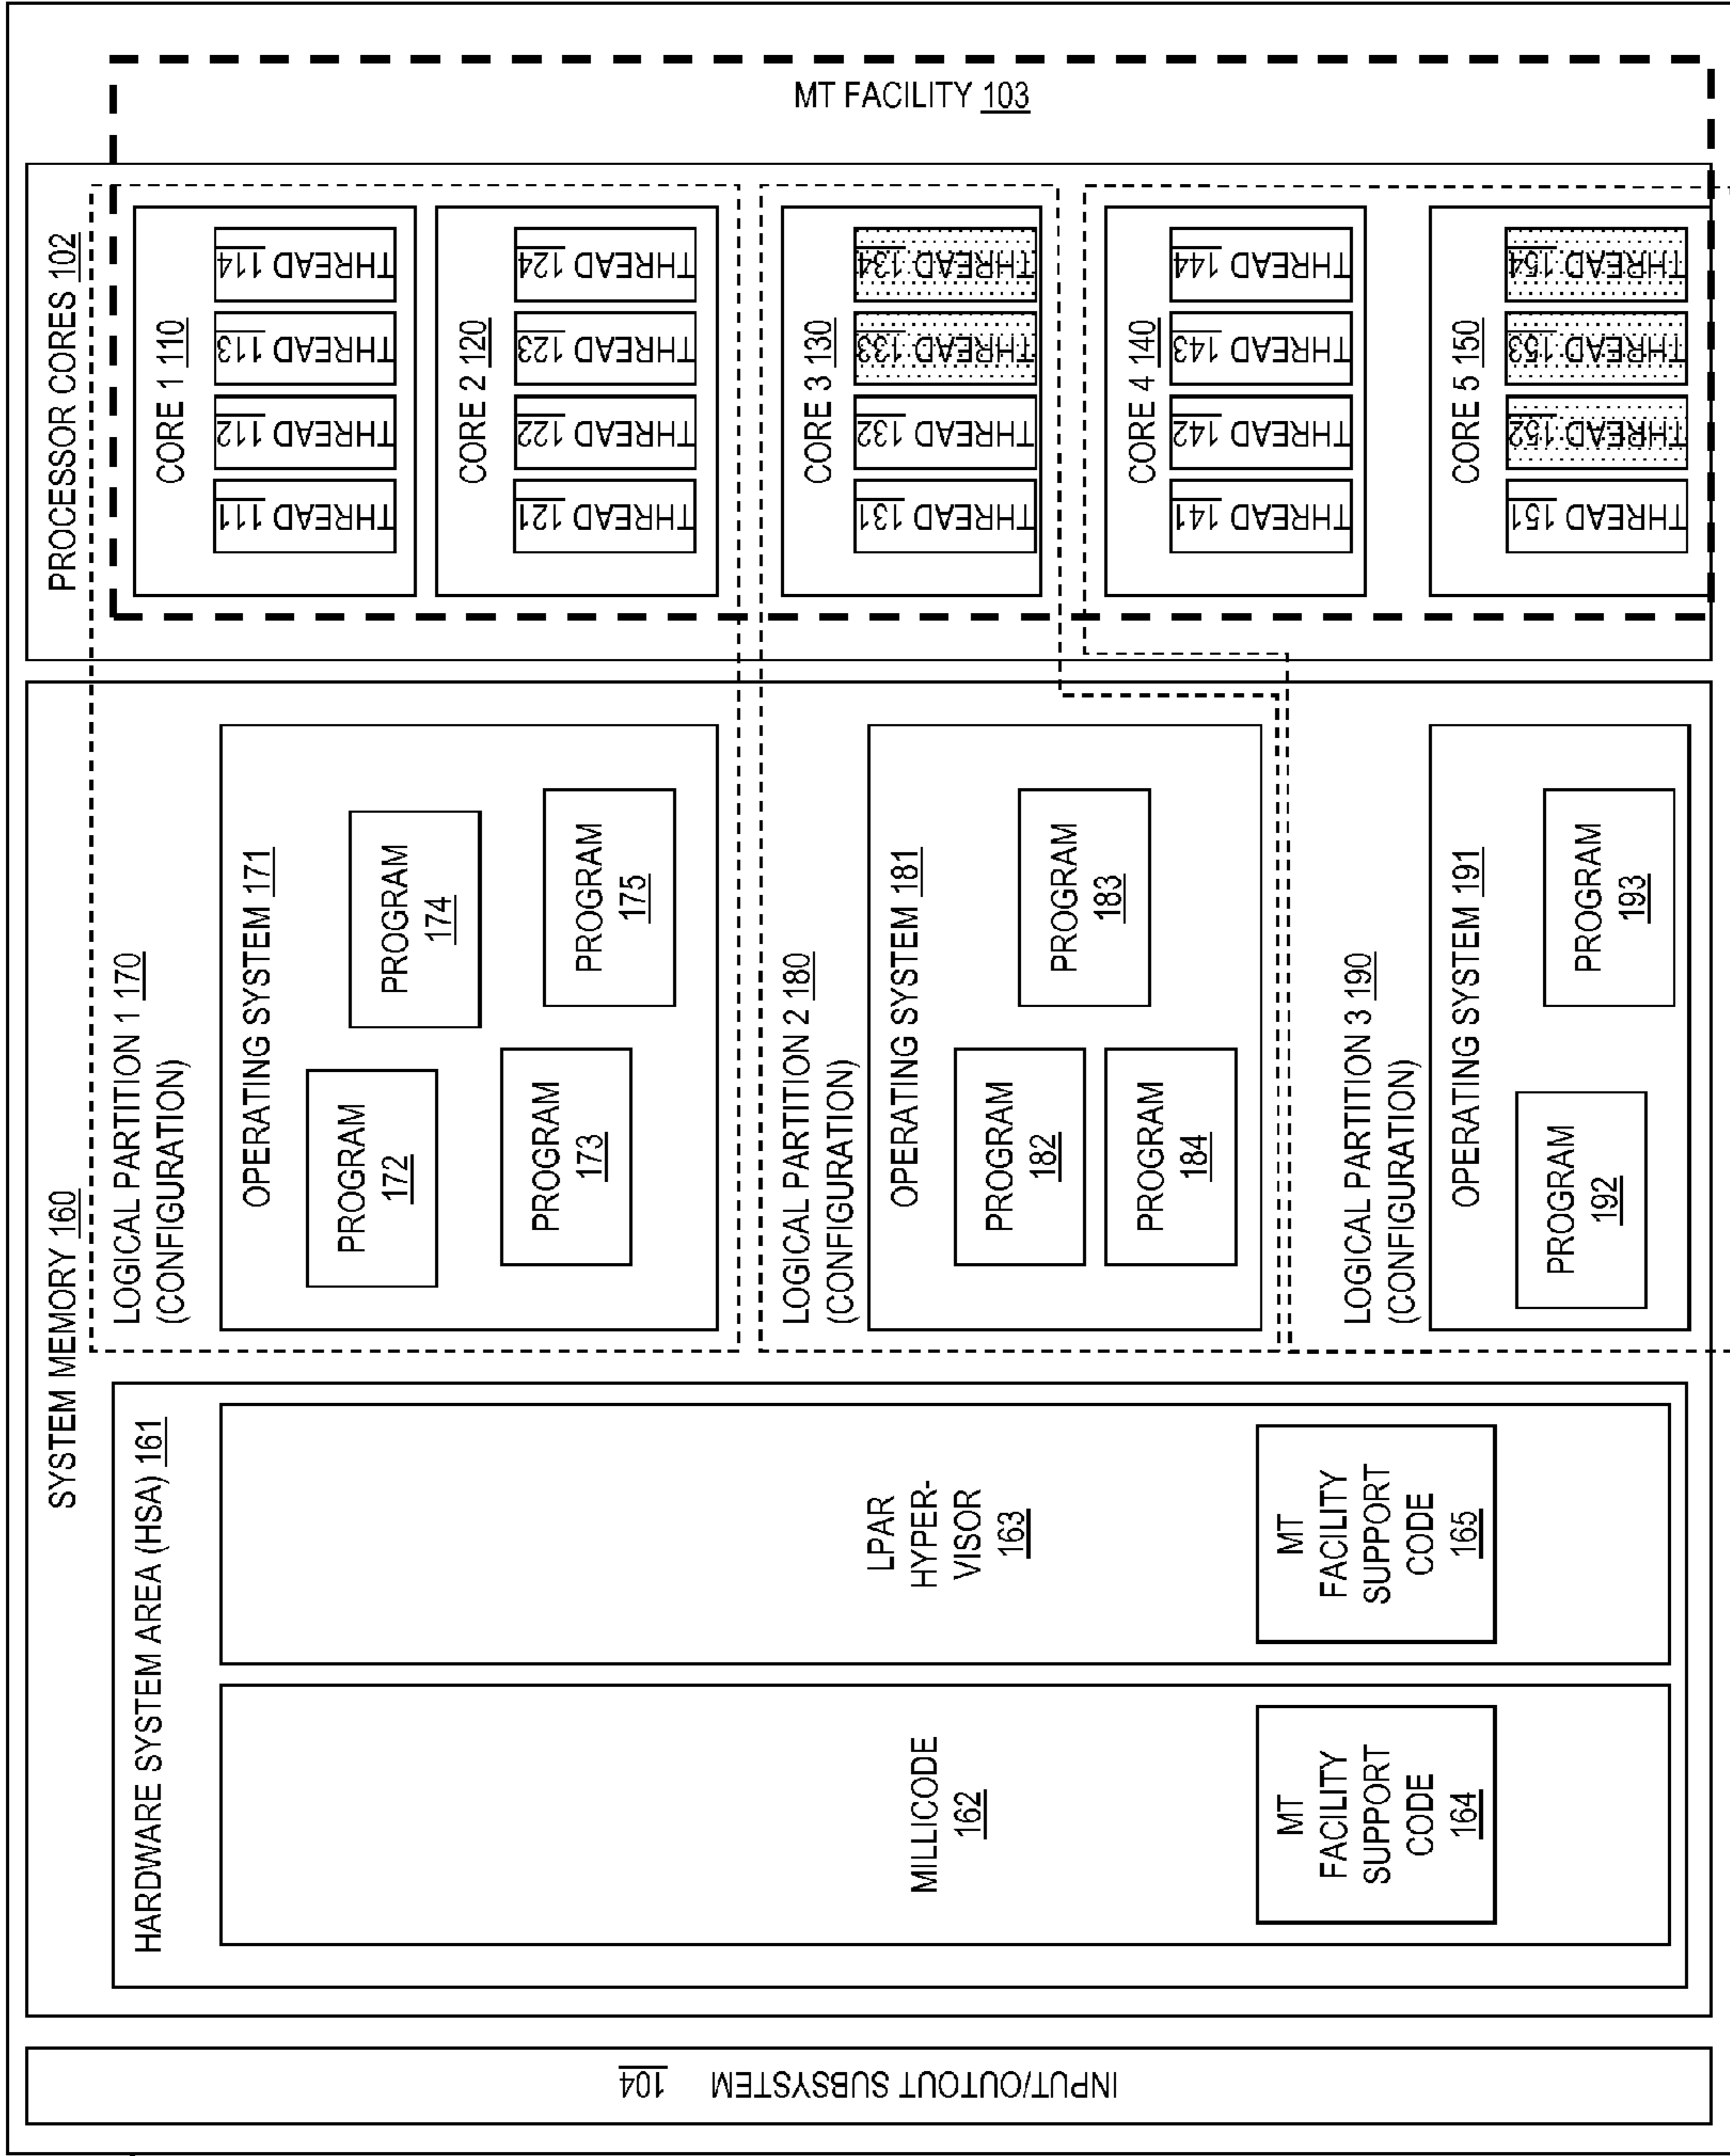 PROCESSOR CORES 102
MT FACILITY 103
CORE 1 110
THREAD 111
THREAD 112
THREAD 113
THREAD 114
CORE 2 120
THREAD 121
THREAD 122
THREAD 123
THREAD 124
CORE 3 130
THREAD 131
THREAD 132
THREAD 133
THREAD 134
CORE 4 140
THREAD 141
THREAD 142
THREAD 143
THREAD 144
CORE 5 150
THREAD 151
THREAD 152
THREAD 153
THREAD 154
SYSTEM MEMORY 160
LOGICAL PARTITION 1 170
(CONFIGURATION)
OPERATING SYSTEM 171
PROGRAM
172
PROGRAM
174
PROGRAM
173
PROGRAM
175
LOGICAL PARTITION 2 180
(CONFIGURATION)
OPERATING SYSTEM 181
PROGRAM
182
PROGRAM
183
PROGRAM
184
LOGICAL PARTITION 3 190
(CONFIGURATION)
OPERATING SYSTEM 191
PROGRAM
192
PROGRAM
193
HARDWARE SYSTEM AREA (HSA) 161
LPAR
HYPER-
VISOR
163
MT
FACILITY
SUPPORT
CODE
165
MILLICODE
162
MT
FACILITY
SUPPORT
CODE
164
INPUT/OUTOUT SUBSYSTEM 104